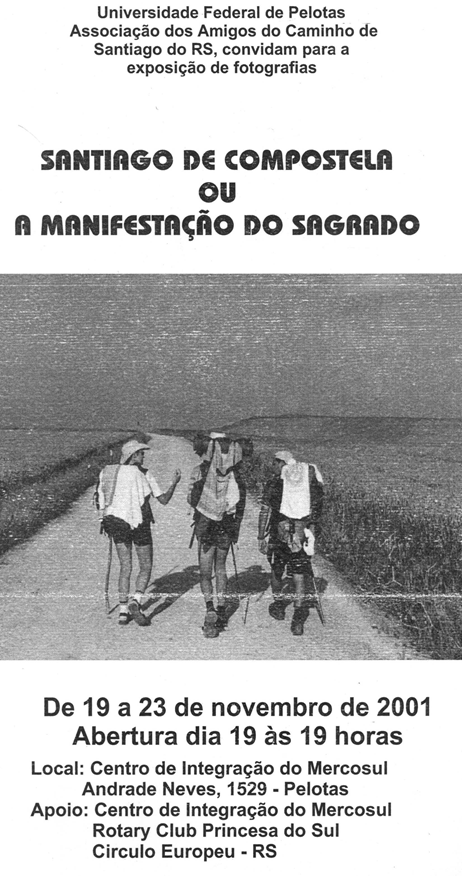 Universidade Federal de Pelotas
Associação dos Amigos do Caminho de
Santiago do RS, convidam para a
exposição de fotografias
SANTIAGO DE COMPOSTELA
OU
A MANIFESTAÇÃO DO SAGRADO
De 19 a 23 de novembro de 2001
Abertura dia 19 às 19 horas
Local: Centro de Integração do Mercosul
Andrade Neves, 1529 - Pelotas
Apoio: Centro de Integração do Mercosul
Rotary Club Princesa do Sul
Circulo Europeu - RS